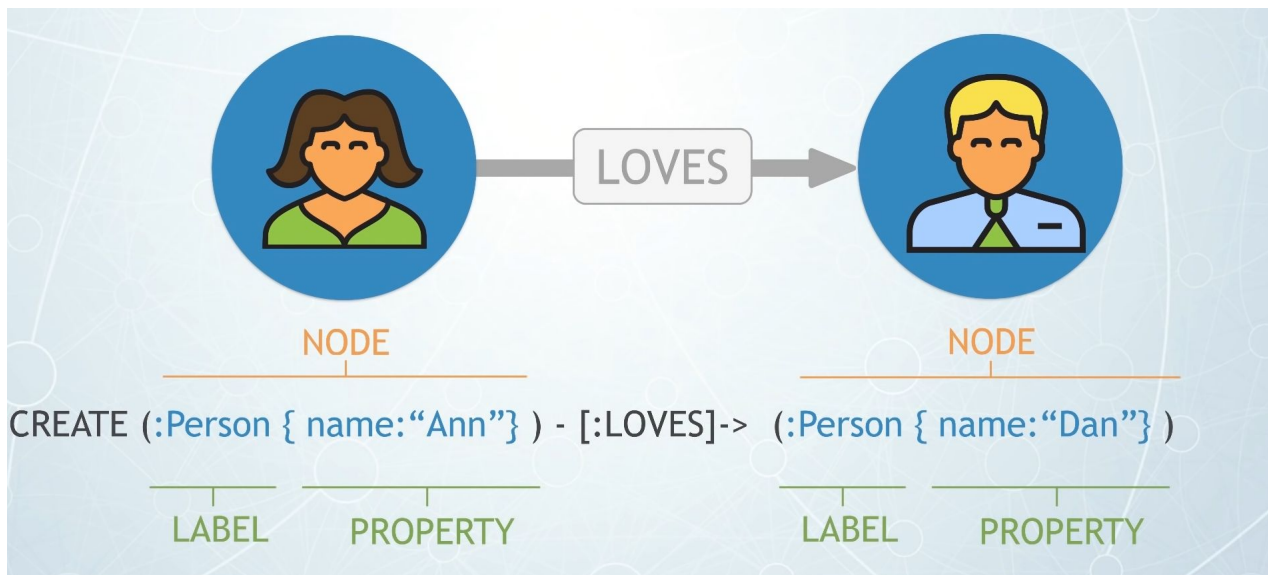 LOVES
NODE NODE
CREATE (:Person { name:“Ann”} ) - [:LOVES]-> (:Person { name:“Dan”} )
LABEL PROPERTY LABEL PROPERTY